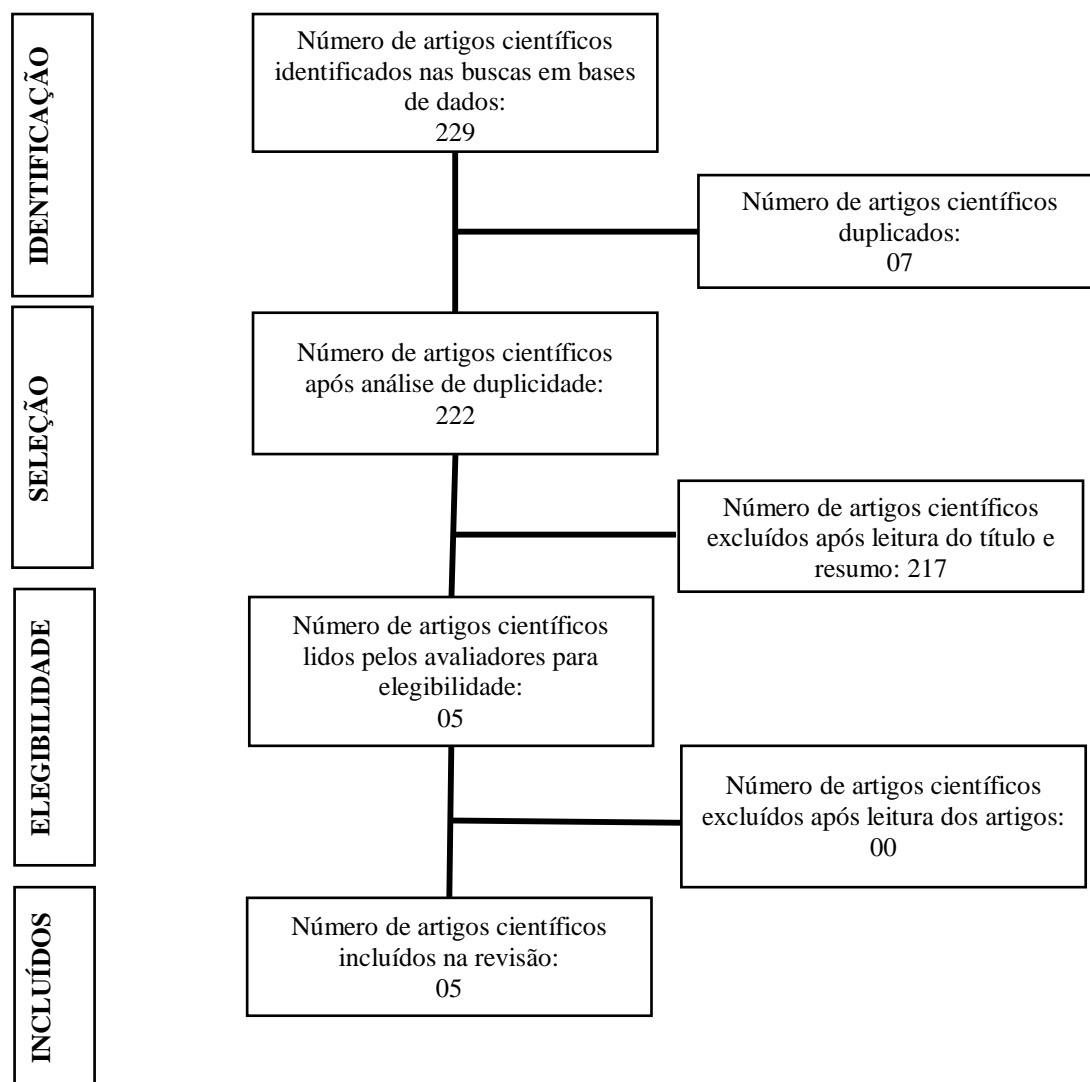 IDENTIFICAÇÃO
Número de artigos científicos
identificados nas buscas em bases
de dados:
229
Número de artigos científicos
duplicados:
07
SELEÇÃO
Número de artigos científicos
após análise de duplicidade:
222
Número de artigos científicos
excluídos após leitura do título e
resumo: 217
ELEGIBILIDADE
Número de artigos científicos
lidos pelos avaliadores para
elegibilidade:
05
Número de artigos científicos
excluídos após leitura dos artigos:
00
INCLUÍDOS
Número de artigos científicos
incluídos na revisão:
05